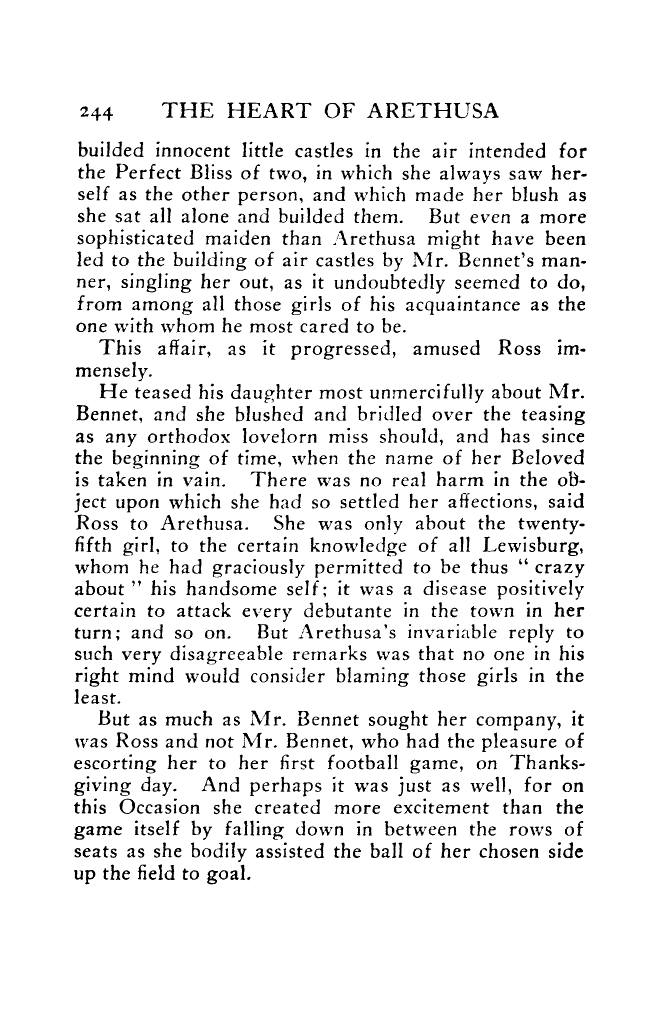 244 THE HEART OF ARETHUSA
builded innocent little castles in the air intended for
the Perfect Bliss of two, in which she always saw her-
self as the other person, and which made her blush as
she sat all alone and builded them. But even a more
sophisticated maiden than Arethusa might have been
led to the building of air castles by Mr. Bennet's man-
ner, singling her out, as it undoubtedly seemed to do,
from among all those girls of his acquaintance as the
one with whom he most cared to be.
This affair, as it progressed, amused Ross im-
mensely.
He teased his daughter most unmercifully about Mr.
Bennet, and she blushed and bridled over the teasing
as any orthodox lovelorn miss should, and has since
the beginning of time, when the name of her Beloved
is taken in vain. There was no real harm in the ob-
ject upon which she had so settled her affections, said
Ross to Arethusa. She was only about the twenty-
fifth girl, to the certain knowledge of all Lewisburg,
whom he had graciously permitted to be thus " crazy
about " his handsome self; it was a disease positively
certain to attack every debutante in the town in her
turn; and so on. But Arethusa's invariable reply to
such very disagreeable remarks was that no one in his
right mind would consider blaming those girls in the
least.
But as much as Mr. Bennet sought her company, it
was Ross and not Mr. Bennet, who had the pleasure of
escorting her to her first football game, on Thanks-
giving day. And perhaps it was just as well, for on
this Occasion she created more excitement than the
game itself by falling down in between the rows of
seats as she bodily assisted the ball of her chosen side
up the field to goal.